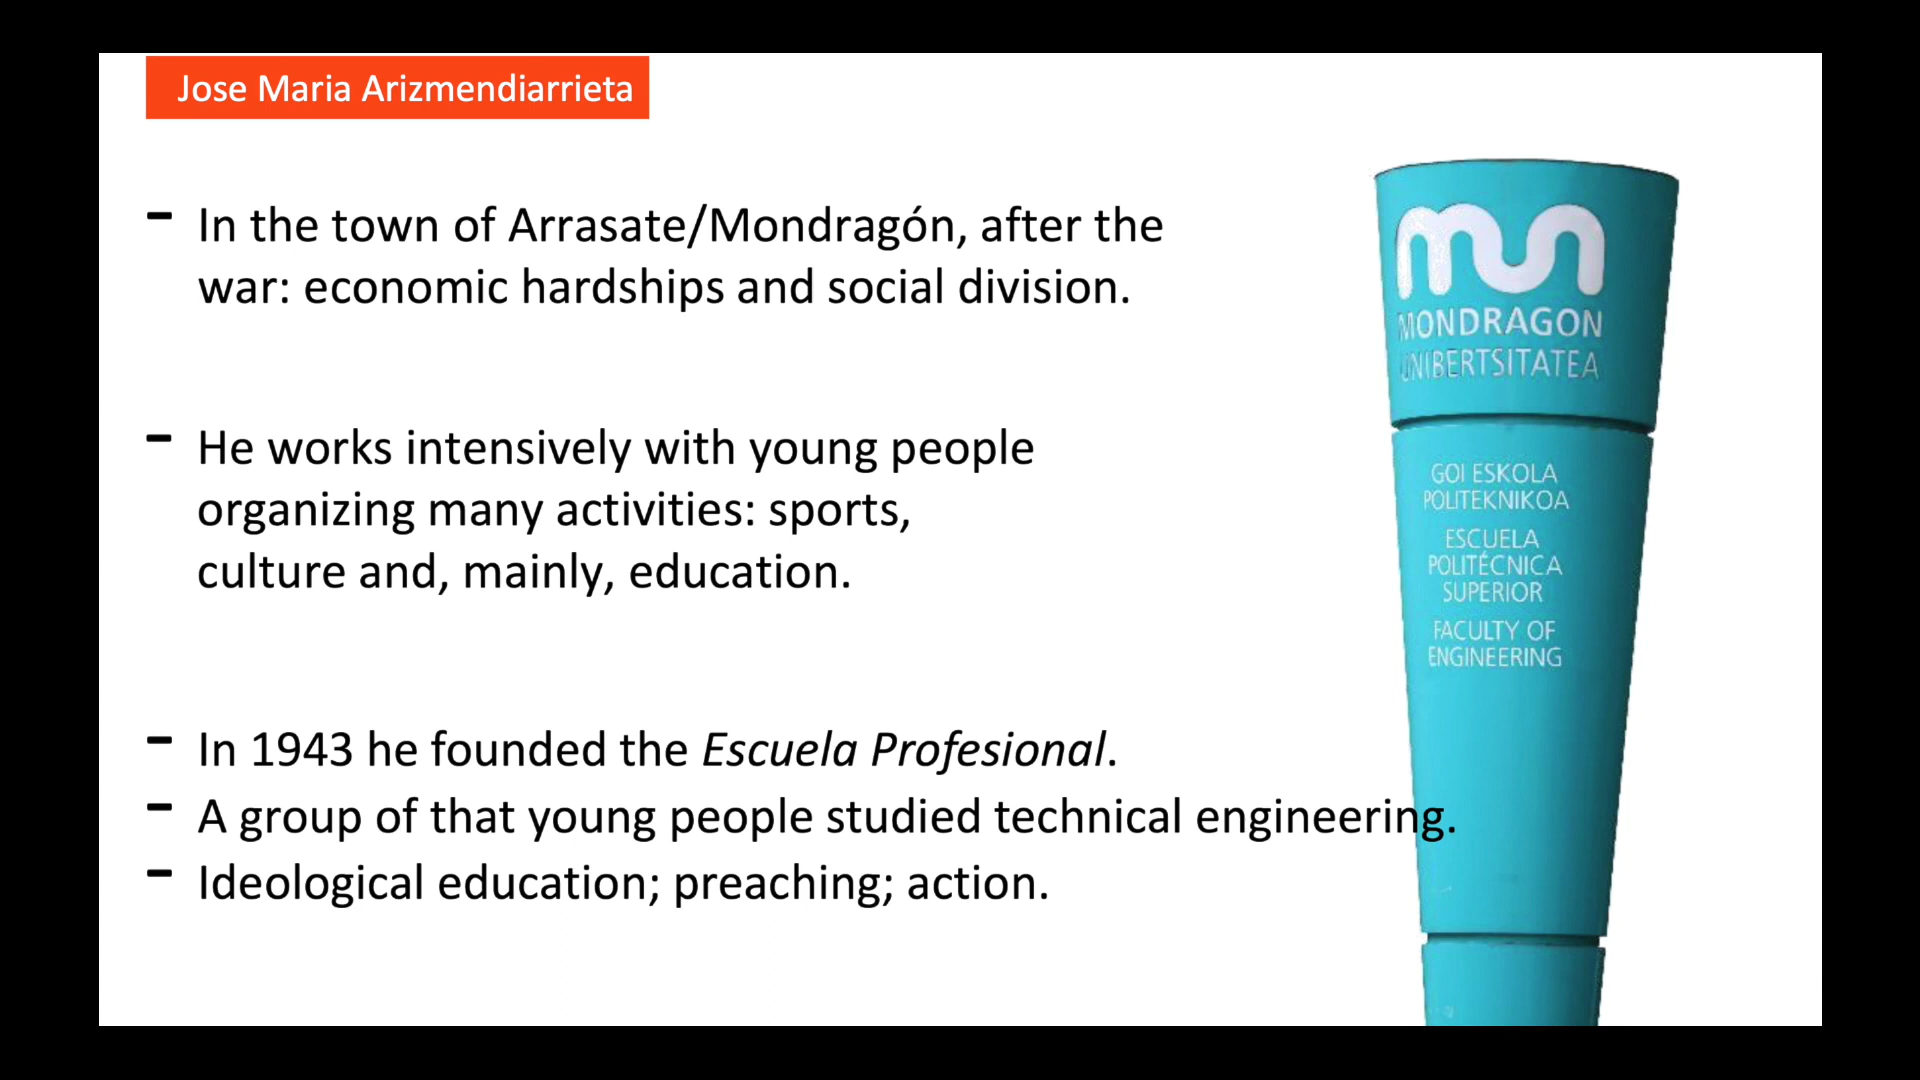 Jose Maria Arizmendiarrieta
- In the town of Arrasate/Mondragón, after the
war: economic hardships and social division.
- He works intensively with young people
organizing many activities: sports,
culture and, mainly, education.
- In 1943 he founded the Escuela Profesional.
- A group of that young people studied technical engineering.
- Ideological education; preaching; action.
mun
MONDRAGON
UNIBERTSITATEA
GOI ESKOLA
POLITEKNIKOA
ESCUELA
POLITÉCNICA
SUPERIOR
FACULTY OF
ENGINEERING